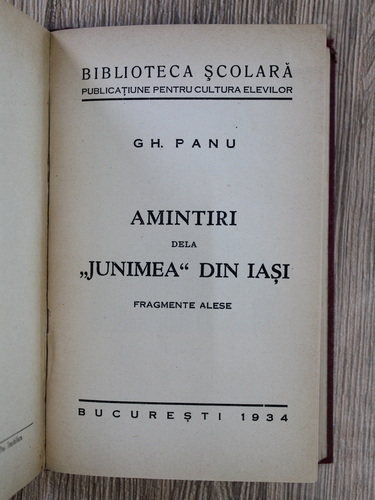 BIBLIOTECA ȘCOLARĂ
PUBLICAȚIUNE PENTRU CULTURA ELEVILOR
GH. PANU
AMINTIRI
DELA
„JUNIMEA“ DIN IAȘI
FRAGMENTE ALESE
BUCUREȘTI 1934